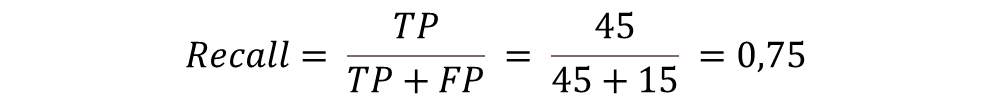 Recall = TP / TP + FP = 45 / 45 + 15 = 0,75